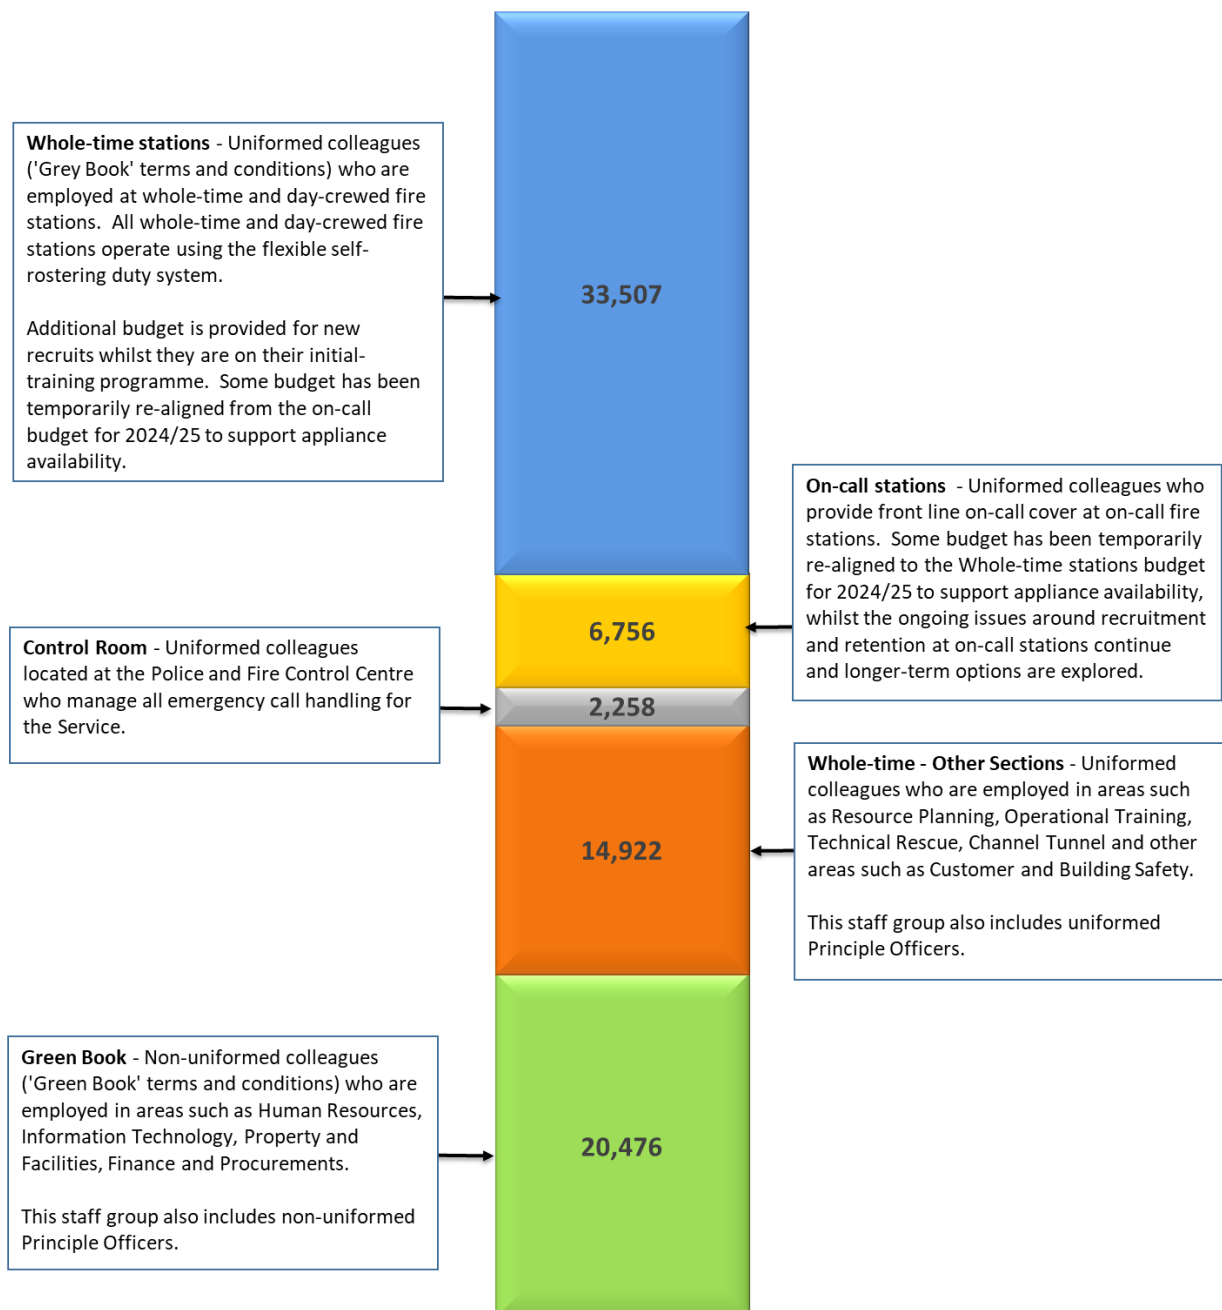 Whole-time stations - Uniformed colleagues
('Grey Book' terms and conditions) who are
employed at whole-time and day-crewed fire
stations.  All whole-time and day-crewed fire
stations operate using the flexible self-
rostering duty system.
Additional budget is provided for new
recruits whilst they are on their initial-
training programme.  Some budget has been
temporarily re-aligned from the on-call
budget for 2024/25 to support appliance
availability.
33,507
On-call stations  - Uniformed colleagues who
provide front line on-call cover at on-call fire
stations.  Some budget has been temporarily
re-aligned to the Whole-time stations budget
for 2024/25 to support appliance availability,
whilst the ongoing issues around recruitment
and retention at on-call stations continue
and longer-term options are explored.
6,756
Control Room - Uniformed colleagues
located at the Police and Fire Control Centre
who manage all emergency call handling for
the Service.
2,258
Whole-time - Other Sections - Uniformed
colleagues who are employed in areas such
as Resource Planning, Operational Training,
Technical Rescue, Channel Tunnel and other
areas such as Customer and Building Safety.
This staff group also includes uniformed
Principle Officers.
14,922
Green Book - Non-uniformed colleagues
('Green Book' terms and conditions) who are
employed in areas such as Human Resources,
Information Technology, Property and
Facilities, Finance and Procurements.
This staff group also includes non-uniformed
Principle Officers.
20,476